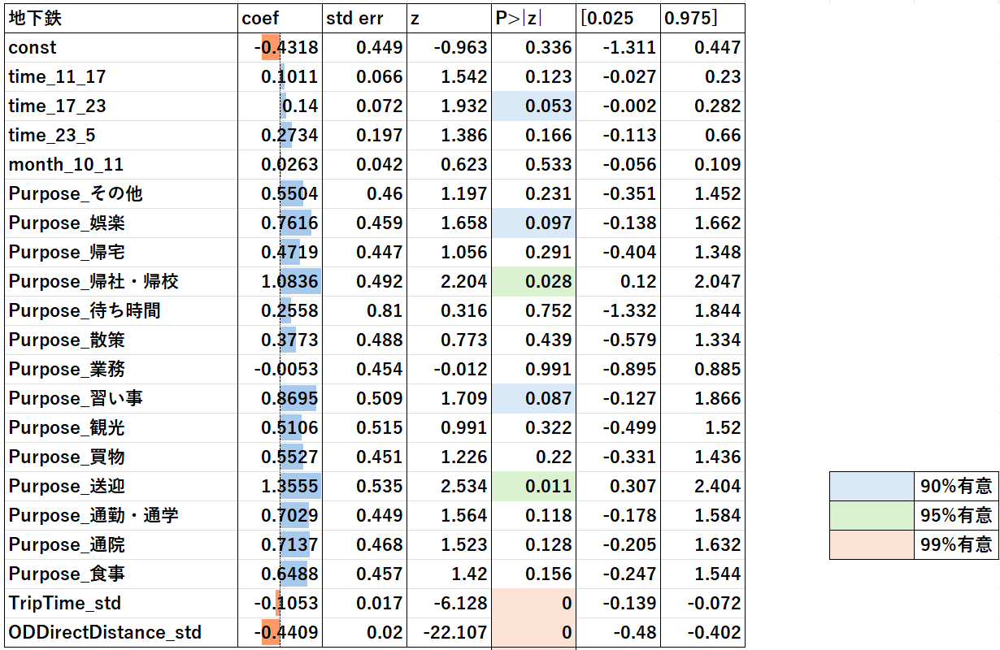 地下鉄 coef std err z P>|z| [0.025 0.975]
const -0.4318 0.449 -0.963 0.336 -1.311 0.447
time_11_17 0.1011 0.066 1.542 0.123 -0.027 0.23
time_17_23 0.14 0.072 1.932 0.053 -0.002 0.282
time_23_5 0.2734 0.197 1.386 0.166 -0.113 0.66
month_10_11 0.0263 0.042 0.623 0.533 -0.056 0.109
Purpose_その他 0.5504 0.46 1.197 0.231 -0.351 1.452
Purpose_娯楽 0.7616 0.459 1.658 0.097 -0.138 1.662
Purpose_帰宅 0.4719 0.447 1.056 0.291 -0.404 1.348
Purpose_帰社・帰校 1.0836 0.492 2.204 0.028 0.12 2.047
Purpose_待ち時間 0.2558 0.81 0.316 0.752 -1.332 1.844
Purpose_散策 0.3773 0.488 0.773 0.439 -0.579 1.334
Purpose_業務 -0.0053 0.454 -0.012 0.991 -0.895 0.885
Purpose_習い事 0.8695 0.509 1.709 0.087 -0.127 1.866
Purpose_観光 0.5106 0.515 0.991 0.322 -0.499 1.52
Purpose_買物 0.5527 0.451 1.226 0.22 -0.331 1.436
Purpose_送迎 1.3555 0.535 2.534 0.011 0.307 2.404 90%有意
Purpose_通勤・通学 0.7029 0.449 1.564 0.118 -0.178 1.584 95%有意
Purpose_通院 0.7137 0.468 1.523 0.128 -0.205 1.632 99%有意
Purpose_食事 0.6488 0.457 1.42 0.156 -0.247 1.544
TripTime_std -0.1053 0.017 -6.128 0 -0.139 -0.072
ODDirectDistance_std -0.4409 0.02 -22.107 0 -0.48 -0.402